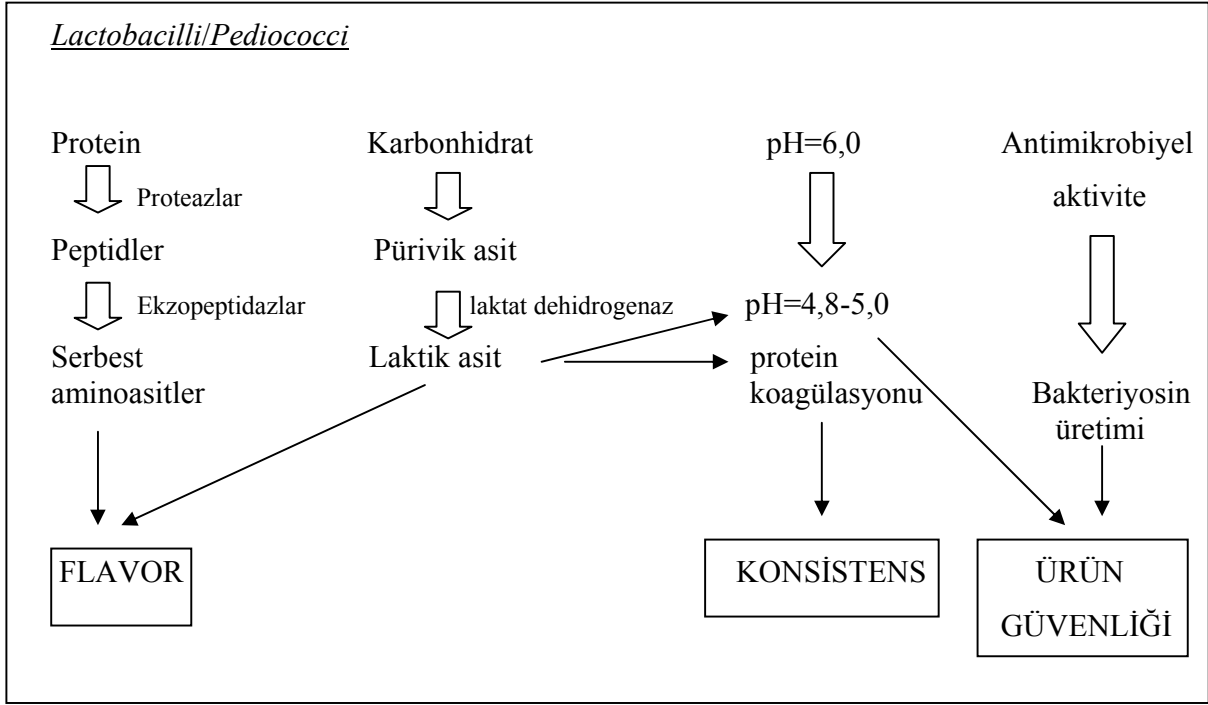 Lactobacilli/Pediococci
Protein
Proteazlar
Peptidler
Ekzopeptidazlar
Serbest
aminoasitler
FLAVOR
Karbonhidrat
Pürivik asit
laktat dehidrogenaz
Laktik asit
pH=6,0
pH=4,8-5,0
protein
koagülasyonu
KONSİSTENS
Antimikrobiyel
aktivite
Bakteriyosin
üretimi
ÜRÜN
GÜVENLİĞİ